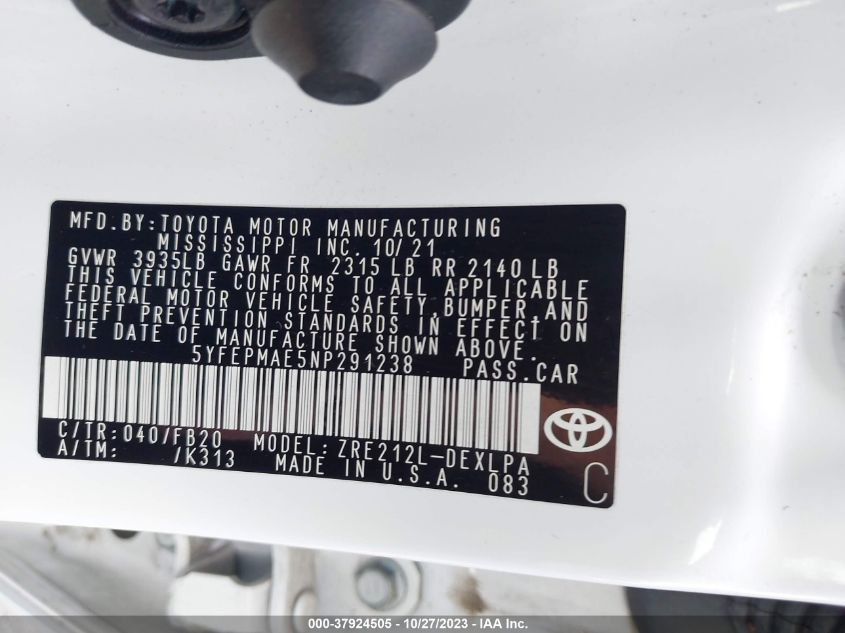 MFD.BY:TOYOTA MOTOR MANUFACTURING
MISSISSIPPI INC. 10/21
GVWR 3935LB GAWR FR 2315 LB RR 2140 LB
THIS VEHICLE CONFORMS TO ALL APPLICABLE
FEDERAL MOTOR VEHICLE SAFETY,BUMPER,AND
THEFT PREVENTION STANDARDS IN EFFECT ON
THE DATE OF MANUFACTURE SHOWN ABOVE.
5YFEPMAE5NP291238 PASS.CAR
C/TR:040/FB20 MODEL:ZRE212L-DEXLPA
A/TM: /K313 MADE IN U.S.A. 083
C
000-37924505 / 10/27/2023 - IAA Inc.